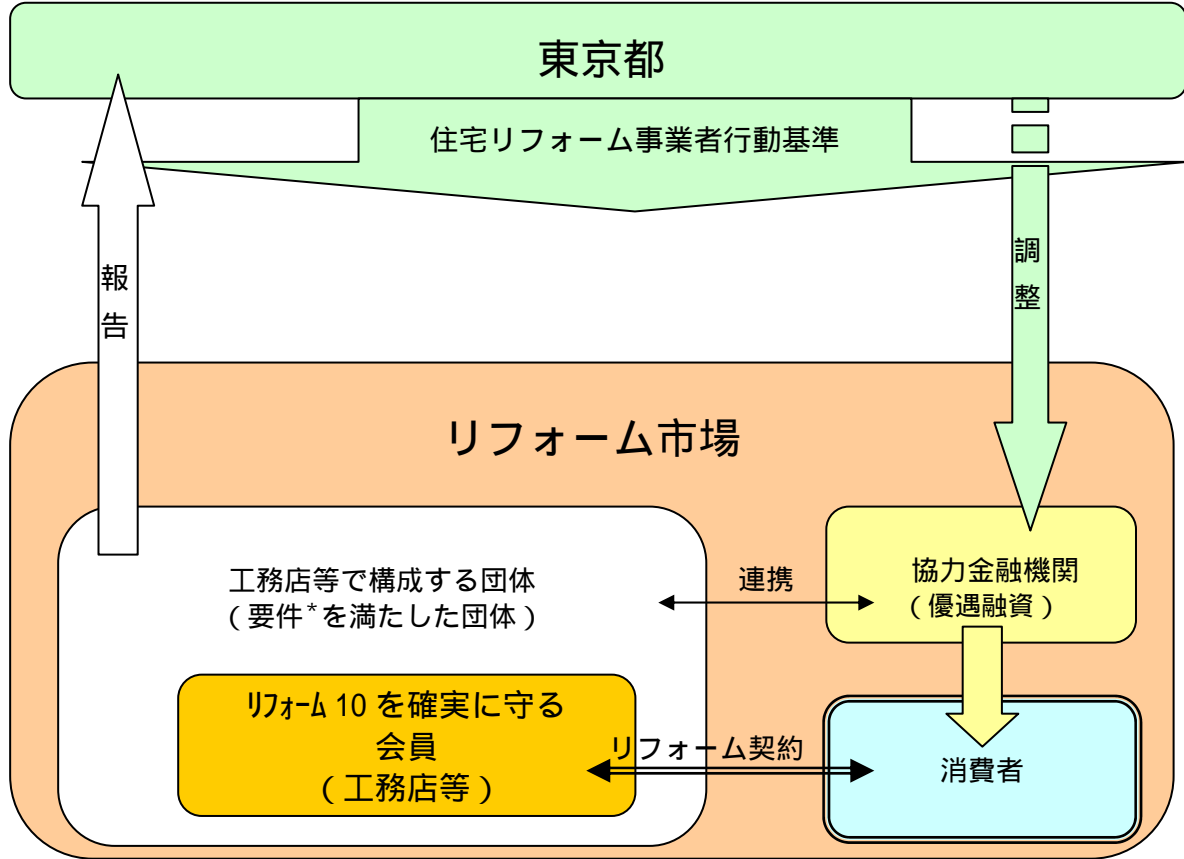 東京都
住宅リフォーム事業者行動基準
報
告
調
整
リフォーム市場
工務店等で構成する団体
（要件*を満たした団体）
連携
協力金融機関
（優遇融資）
ﾘﾌｫｰﾑ 10 を確実に守る
会員
（工務店等）
リフォーム契約
消費者